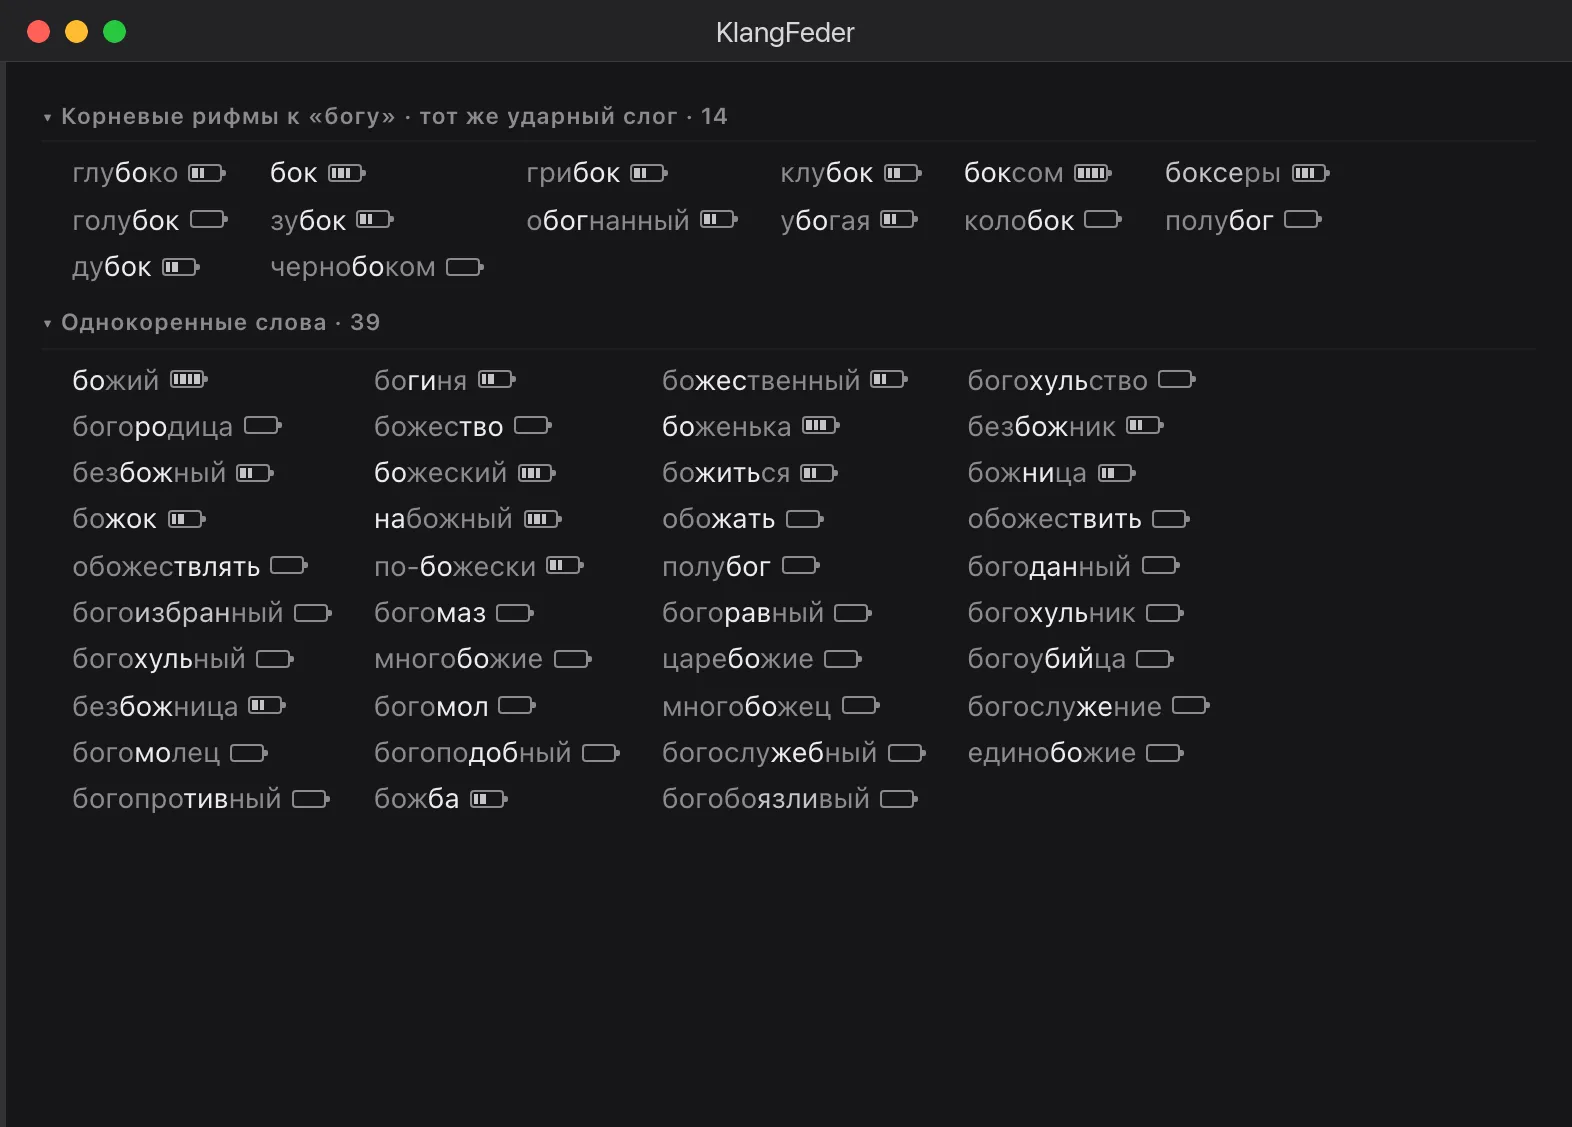 KlangFeder
▾ Корневые рифмы к «богу» · тот же ударный слог · 14
глубоко бок грибок клубок боксом боксеры
голубок зубок обогнанный убогая колобок полубог
дубок чернобоком
▾ Однокоренные слова · 39
божий богиня божественный богохульство
богородица божество боженька безбожник
безбожный божеский божиться божница
божок набожный обожать обожествить
обожествлять по-божески полубог богоданный
богоизбранный богомаз богоравный богохульник
богохульный многобожие царебожие богоубийца
безбожница богомол многобожец богослужение
богомолец богоподобный богослужебный единобожие
богопротивный божба богобоязливый